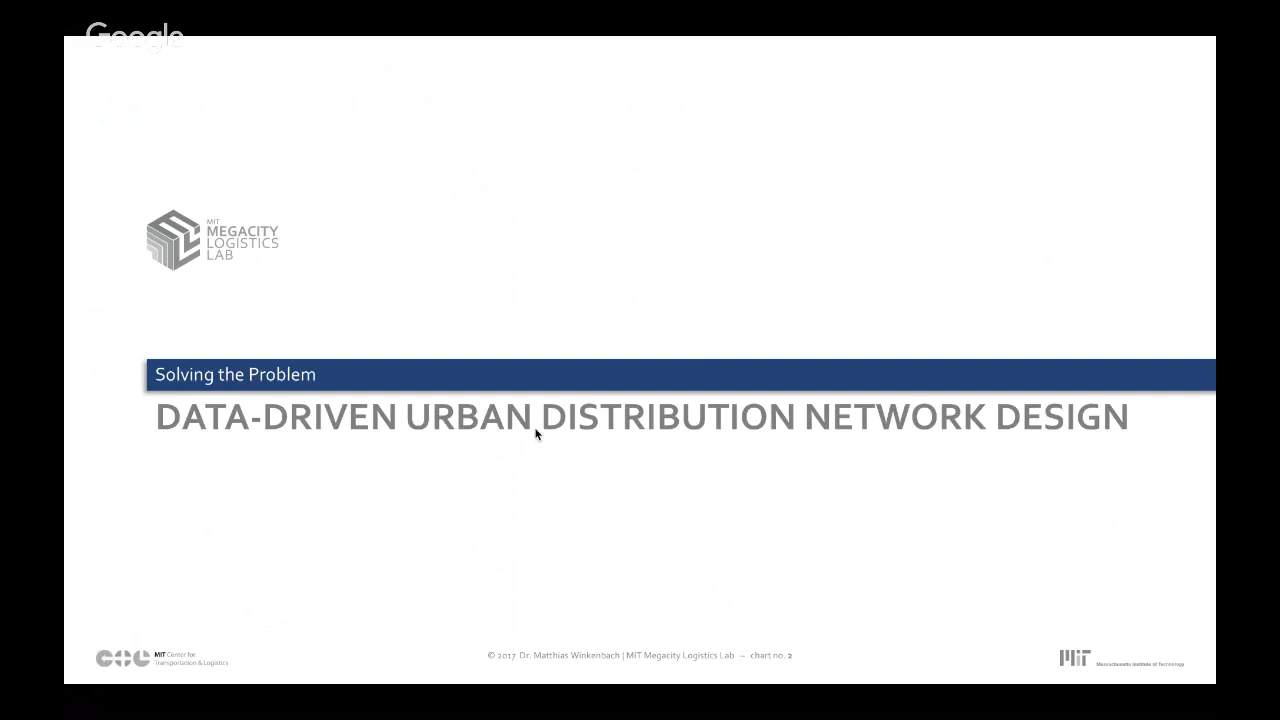 Google
MIT
MEGACITY
LOGISTICS
LAB
Solving the Problem
DATA-DRIVEN URBAN DISTRIBUTION NETWORK DESIGN
MIT Center for
Transportation & Logistics
© 2017 Dr. Matthias Winkenbach | MIT Megacity Logistics Lab – chart no. 2
MIT Massachusetts Institute of Technology